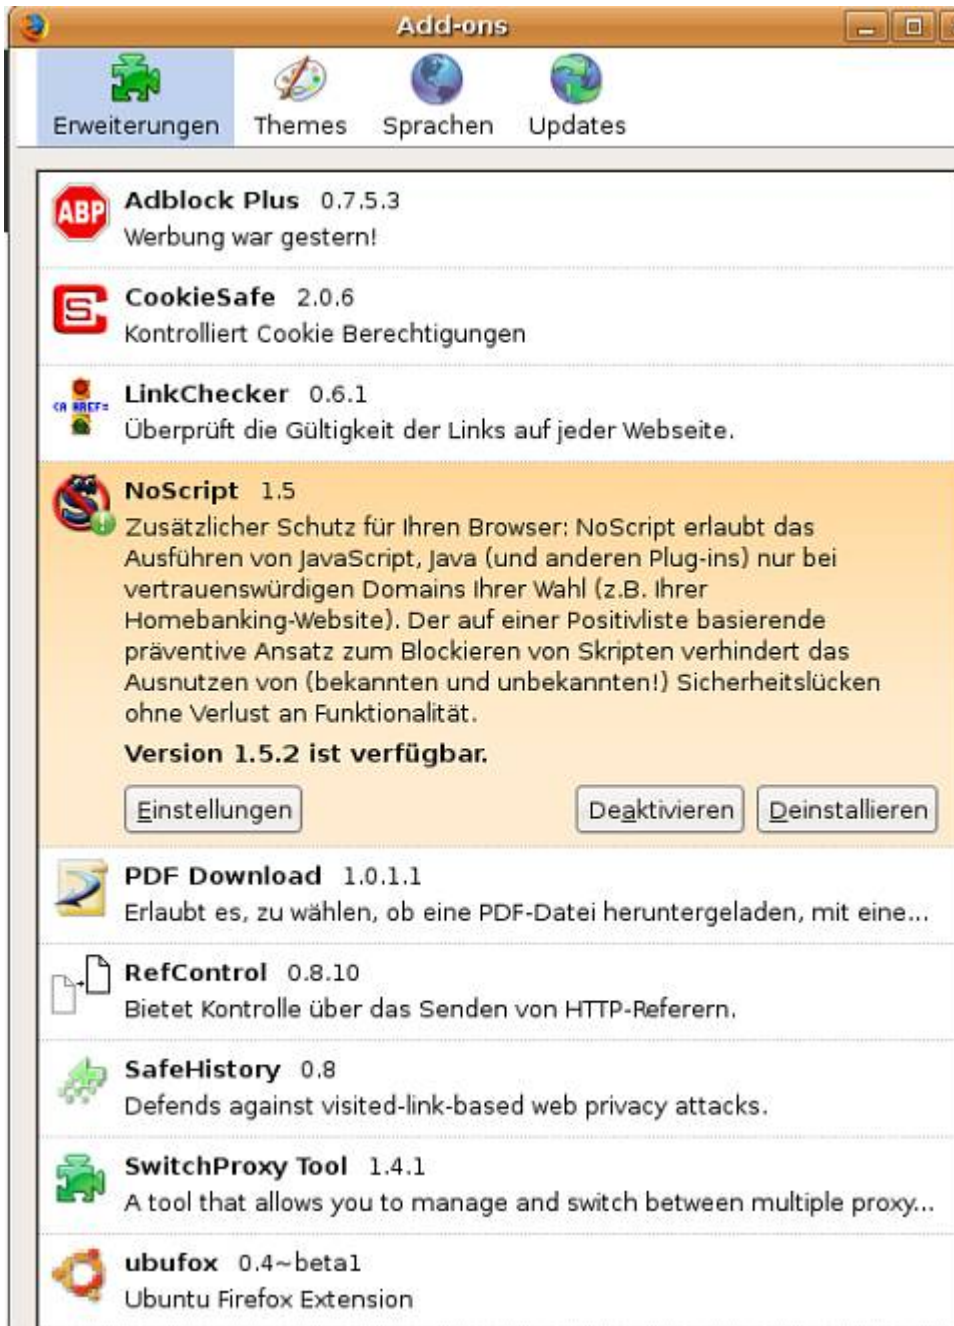 Add-ons
Erweiterungen Themes Sprachen Updates
ABP
Adblock Plus 0.7.5.3
Werbung war gestern!
CookieSafe 2.0.6
Kontrolliert Cookie Berechtigungen
<A HREF=
LinkChecker 0.6.1
Überprüft die Gültigkeit der Links auf jeder Webseite.
NoScript 1.5
Zusätzlicher Schutz für Ihren Browser: NoScript erlaubt das
Ausführen von JavaScript, Java (und anderen Plug-ins) nur bei
vertrauenswürdigen Domains Ihrer Wahl (z.B. Ihrer
Homebanking-Website). Der auf einer Positivliste basierende
präventive Ansatz zum Blockieren von Skripten verhindert das
Ausnutzen von (bekannten und unbekannten!) Sicherheitslücken
ohne Verlust an Funktionalität.
Version 1.5.2 ist verfügbar.
Einstellungen Deaktivieren Deinstallieren
PDF Download 1.0.1.1
Erlaubt es, zu wählen, ob eine PDF-Datei heruntergeladen, mit eine...
RefControl 0.8.10
Bietet Kontrolle über das Senden von HTTP-Referern.
SafeHistory 0.8
Defends against visited-link-based web privacy attacks.
SwitchProxy Tool 1.4.1
A tool that allows you to manage and switch between multiple proxy...
ubufox 0.4~beta1
Ubuntu Firefox Extension